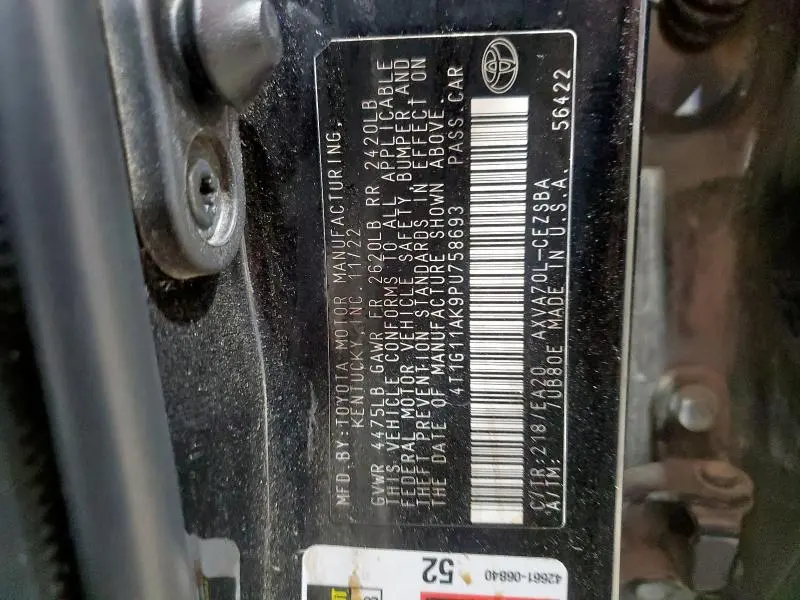 MFD.BY:TOYOTA MOTOR MANUFACTURING,
KENTUCKY,INC 11/22
GVWR 4475LB GAWR FR 2620LB RR 2420LB
THIS VEHICLE CONFORMS TO ALL APPLICABLE
FEDERAL MOTOR VEHICLE SAFETY, BUMPER, AND
THEFT PREVENTION STANDARDS IN EFFECT ON
THE DATE OF MANUFACTURE SHOWN ABOVE.
4T1G11AK9PU758693 PASS. CAR
C/TR:218/EA20 AXVA70L-CEZSBA
A/TM: /UB80E MADE IN U.S.A. 56422
52
42661-06840